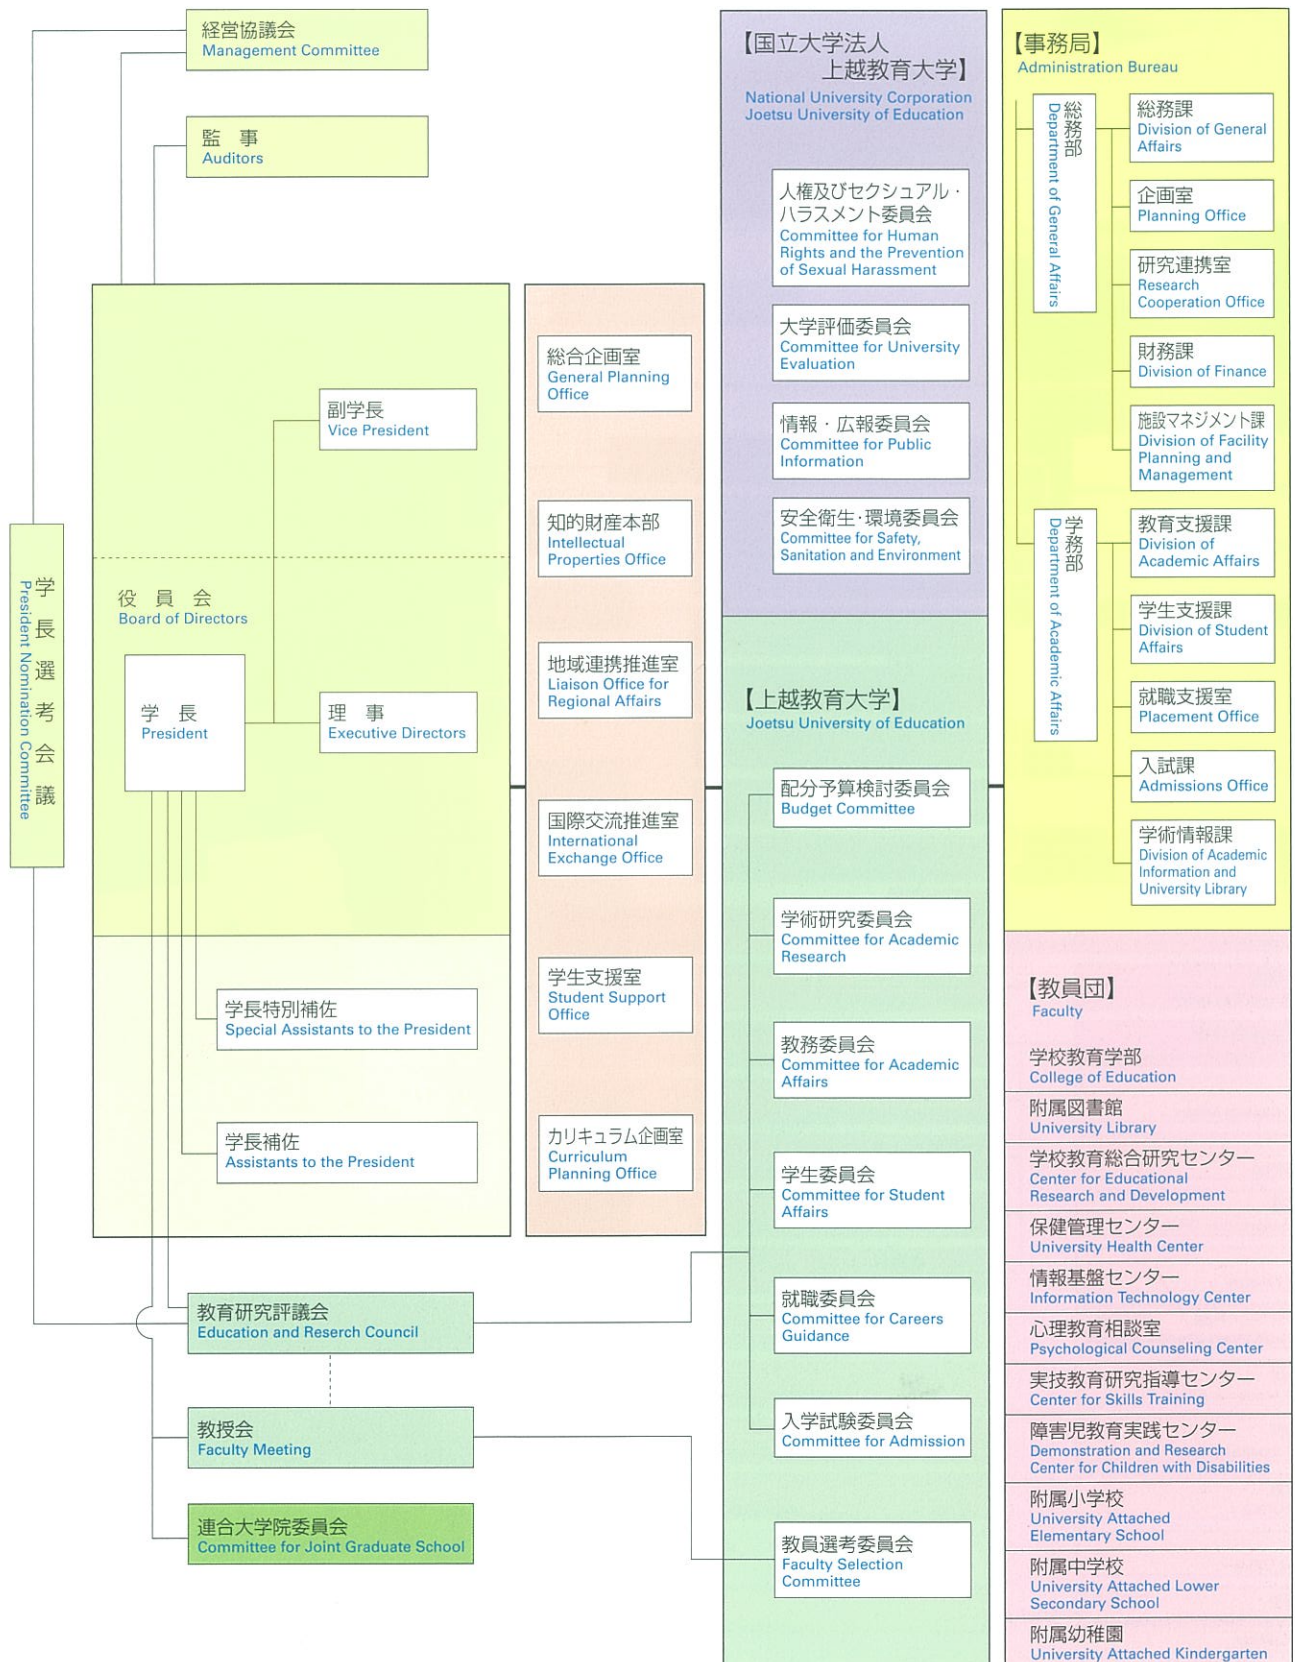 経営協議会
Management Committee
監 事
Auditors
学長選考会議
President Nomination Committee
副学長
Vice President
役 員 会
Board of Directors
学 長
President
理 事
Executive Directors
学長特別補佐
Special Assistants to the President
学長補佐
Assistants to the President
教育研究評議会
Education and Reserch Council
教授会
Faculty Meeting
連合大学院委員会
Committee for Joint Graduate School
総合企画室
General Planning
Office
知的財産本部
Intellectual
Properties Office
地域連携推進室
Liaison Office for
Regional Affairs
国際交流推進室
International
Exchange Office
学生支援室
Student Support
Office
カリキュラム企画室
Curriculum
Planning Office
【国立大学法人
上越教育大学】
National University Corporation
Joetsu University of Education
人権及びセクシュアル・
ハラスメント委員会
Committee for Human
Rights and the Prevention
of Sexual Harassment
大学評価委員会
Committee for University
Evaluation
情報・広報委員会
Committee for Public
Information
安全衛生・環境委員会
Committee for Safety,
Sanitation and Environment
【上越教育大学】
Joetsu University of Education
配分予算検討委員会
Budget Committee
学術研究委員会
Committee for Academic
Research
教務委員会
Committee for Academic
Affairs
学生委員会
Committee for Student
Affairs
就職委員会
Committee for Careers
Guidance
入学試験委員会
Committee for Admission
教員選考委員会
Faculty Selection
Committee
【事務局】
Administration Bureau
総務部
Department of General Affairs
総務課
Division of General
Affairs
企画室
Planning Office
研究連携室
Research
Cooperation Office
財務課
Division of Finance
施設マネジメント課
Division of Facility
Planning and
Management
学務部
Department of Academic Affairs
教育支援課
Division of
Academic Affairs
学生支援課
Division of Student
Affairs
就職支援室
Placement Office
入試課
Admissions Office
学術情報課
Division of Academic
Information and
University Library
【教員団】
Faculty
学校教育学部
College of Education
附属図書館
University Library
学校教育総合研究センター
Center for Educational
Research and Development
保健管理センター
University Health Center
情報基盤センター
Information Technology Center
心理教育相談室
Psychological Counseling Center
実技教育研究指導センター
Center for Skills Training
障害児教育実践センター
Demonstration and Research
Center for Children with Disabilities
附属小学校
University Attached
Elementary School
附属中学校
University Attached Lower
Secondary School
附属幼稚園
University Attached Kindergarten